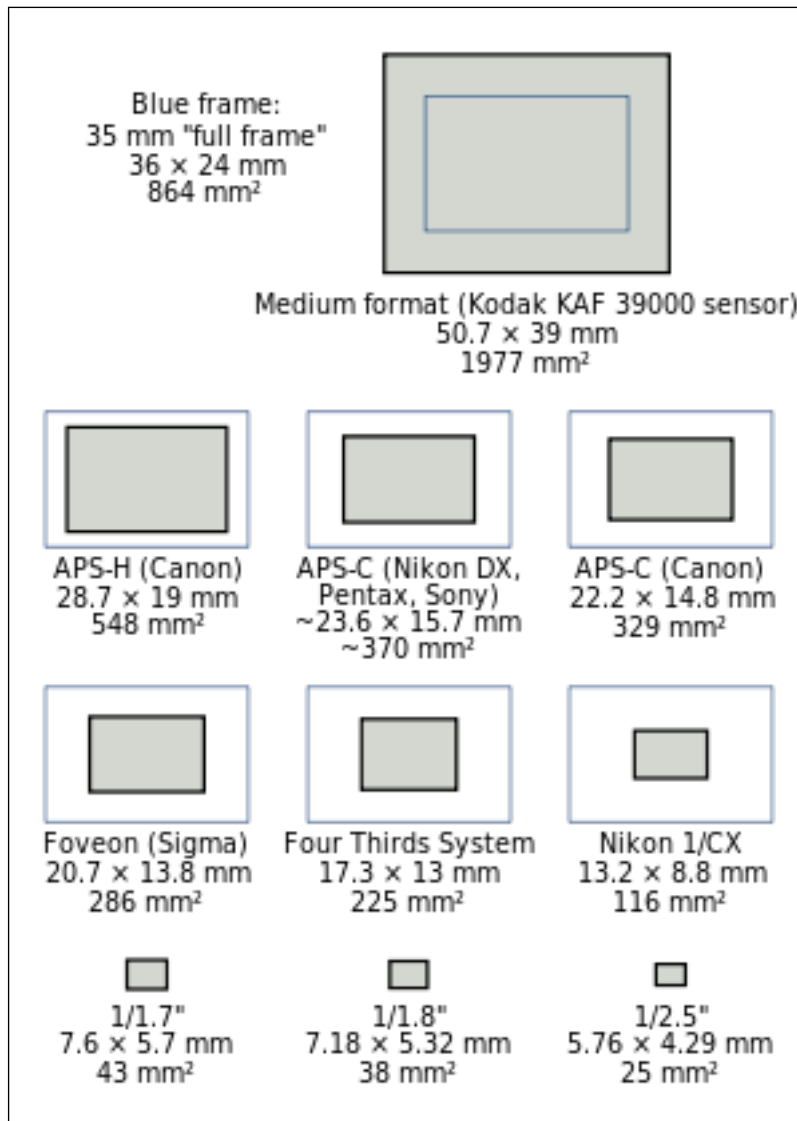 Blue frame:
35 mm "full frame"
36 × 24 mm
864 mm²
Medium format (Kodak KAF 39000 sensor)
50.7 × 39 mm
1977 mm²
APS-H (Canon)
28.7 × 19 mm
548 mm²
APS-C (Nikon DX,
Pentax, Sony)
~23.6 × 15.7 mm
~370 mm²
APS-C (Canon)
22.2 × 14.8 mm
329 mm²
Foveon (Sigma)
20.7 × 13.8 mm
286 mm²
Four Thirds System
17.3 × 13 mm
225 mm²
Nikon 1/CX
13.2 × 8.8 mm
116 mm²
1/1.7"
7.6 × 5.7 mm
43 mm²
1/1.8"
7.18 × 5.32 mm
38 mm²
1/2.5"
5.76 × 4.29 mm
25 mm²